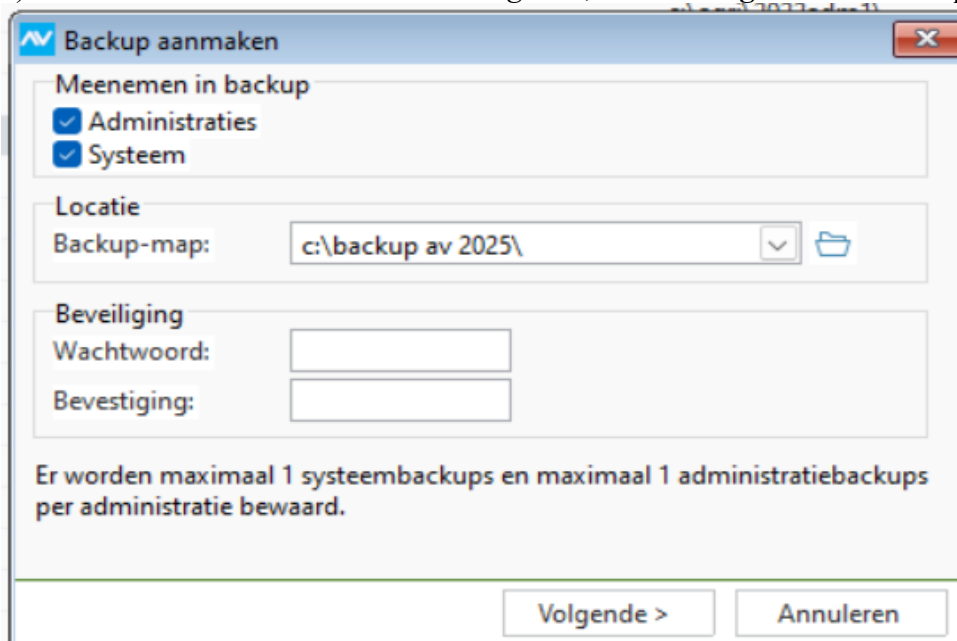 Backup aanmaken
Meenemen in backup
Administraties
Systeem
Locatie
Backup-map: c:\backup av 2025\
Beveiliging
Wachtwoord:
Bevestiging:
Er worden maximaal 1 systeembackups en maximaal 1 administratiebackups
per administratie bewaard.
Volgende > Annuleren